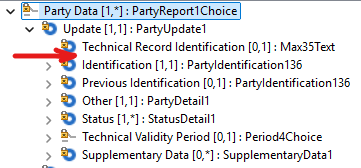 Party Data [1,*] : PartyReport1Choice
Update [1,1] : PartyUpdate1
Technical Record Identification [0,1] : Max35Text
Identification [1,1] : PartyIdentification136
Previous Identification [0,1] : PartyIdentification136
Other [1,*] : PartyDetail1
Status [1,*] : StatusDetail1
Technical Validity Period [0,1] : Period4Choice
Supplementary Data [0,*] : SupplementaryData1